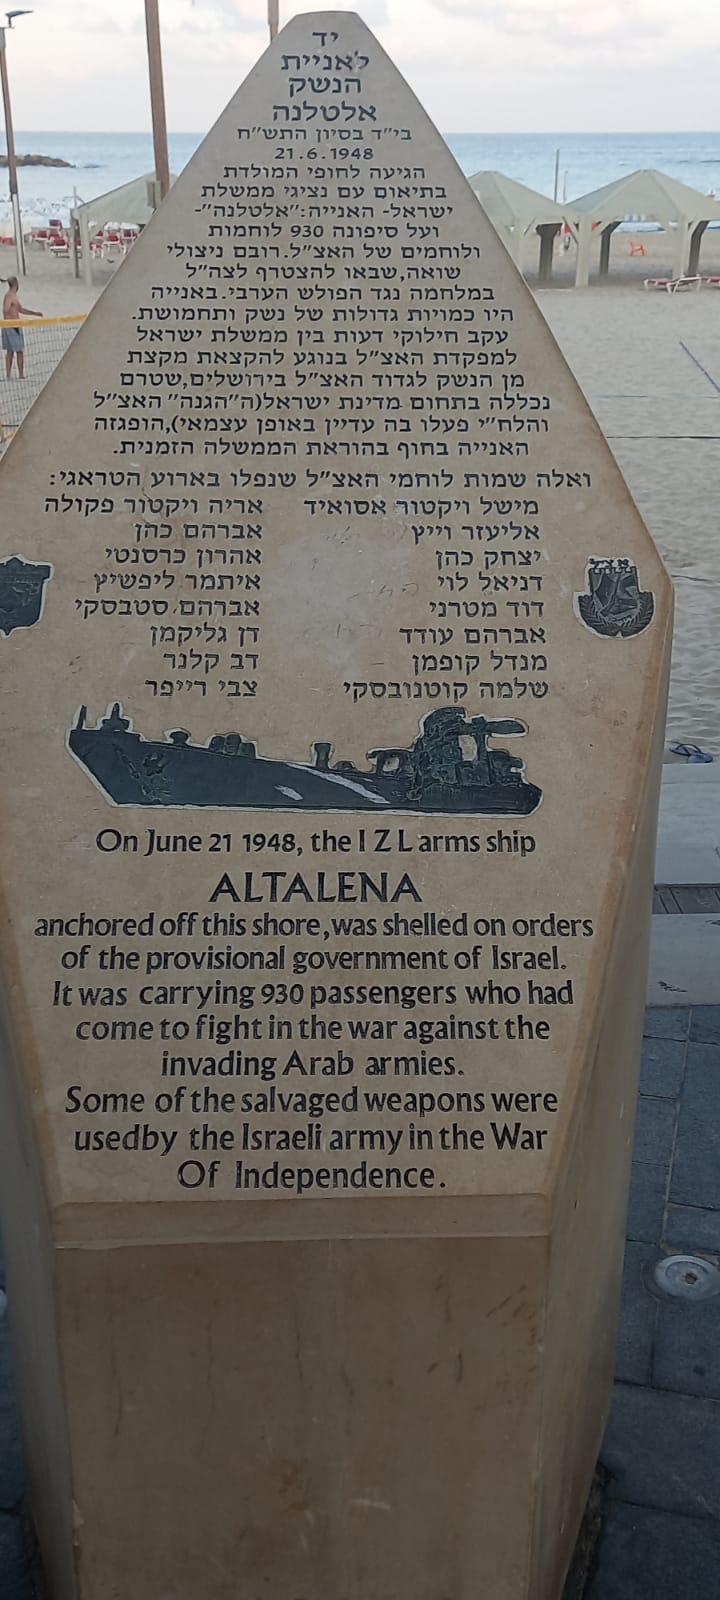 יד
לאניית
הנשק
אלטלנה
בי"ד בסיון התש"ח
21.6.1948
הגיעה לחופי המולדת
בתיאום עם נציגי ממשלת
ישראל- האנייה:"אלטלנה"-
ועל סיפונה 930 לוחמות
ולוחמים של האצ"ל.רובם ניצולי
שואה,שבאו להצטרף לצה"ל
במלחמה נגד הפולש הערבי.באנייה
היו כמויות גדולות של נשק ותחמושת.
עקב חילוקי דעות בין ממשלת ישראל
למפקדת האצ"ל בנוגע להקצאת מקצת
מן הנשק לגדוד האצ"ל בירושלים,שטרם
נכללה בתחום מדינת ישראל(ה"הגנה" האצ"ל
והלח"י פעלו בה עדיין באופן עצמאי),הופגזה
האנייה בחוף בהוראת הממשלה הזמנית.
ואלה שמות לוחמי האצ"ל שנפלו בארוע הטראגי:
מישל ויקטור אסואיד אריה ויקטור פקולה
אליעזר וייץ אברהם כהן
יצחק כהן אהרון כרסנטי
דניאל לוי איתמר ליפשיץ
דוד מטרני אברהם סטבסקי
אברהם עודד דן גליקמן
מנדל קופמן דב קלנר
שלמה קוטנובסקי צבי רייפר
On June 21 1948, the I Z L arms ship
ALTALENA
anchored off this shore,was shelled on orders
of the provisional government of Israel.
It was carrying 930 passengers who had
come to fight in the war against the
invading Arab armies.
Some of the salvaged weapons were
usedby the Israeli army in the War
Of Independence.